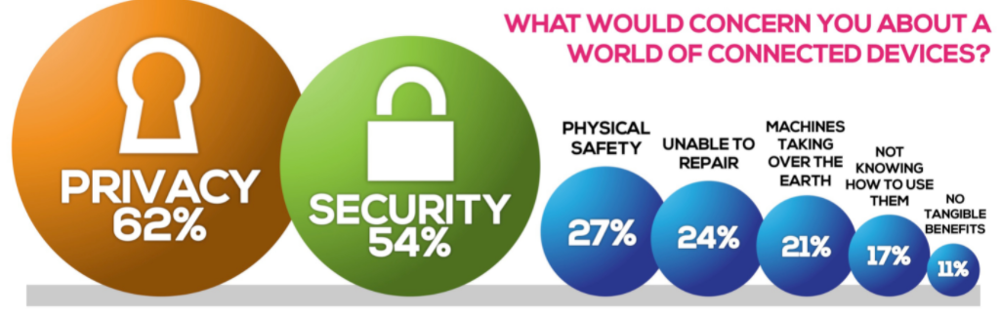 WHAT WOULD CONCERN YOU ABOUT A
WORLD OF CONNECTED DEVICES?
PRIVACY
62%
SECURITY
54%
PHYSICAL
SAFETY
27%
UNABLE TO
REPAIR
24%
MACHINES
TAKING
OVER THE
EARTH
21%
NOT
KNOWING
HOW TO USE
THEM
17%
NO
TANGIBLE
BENEFITS
11%